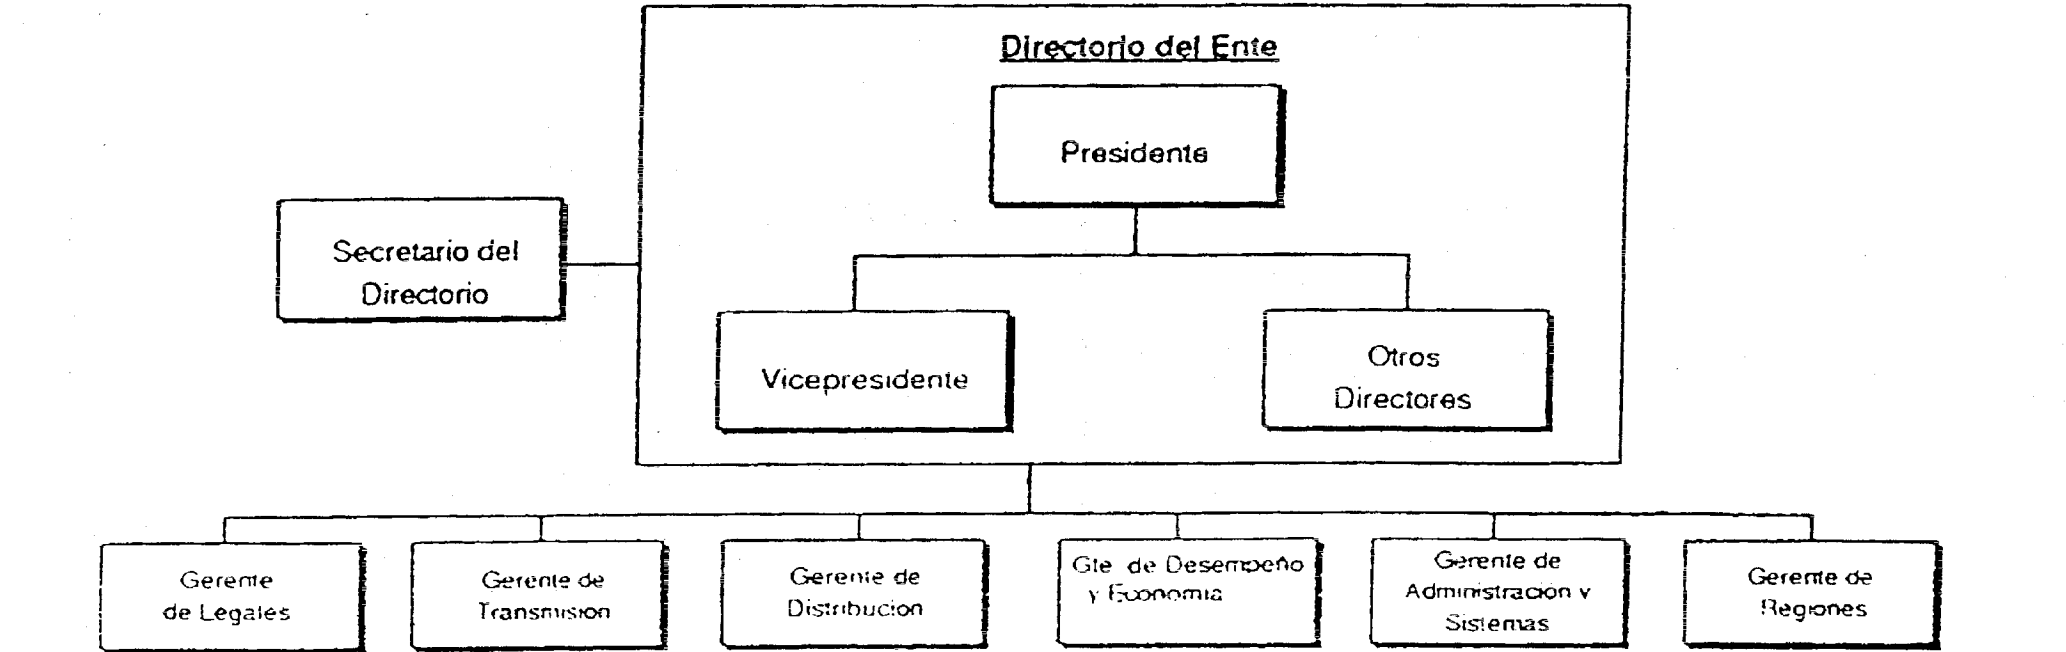 Directorio del Ente
Presidente
Secretario del
Directorio
Vicepresidente
Otros
Directores
Gerente
de Legales
Gerente de
Transmision
Gerente de
Distribucion
Gte de Desempeño
y Economia
Gerente de
Administración y
Sistemas
Gerente de
Regiones